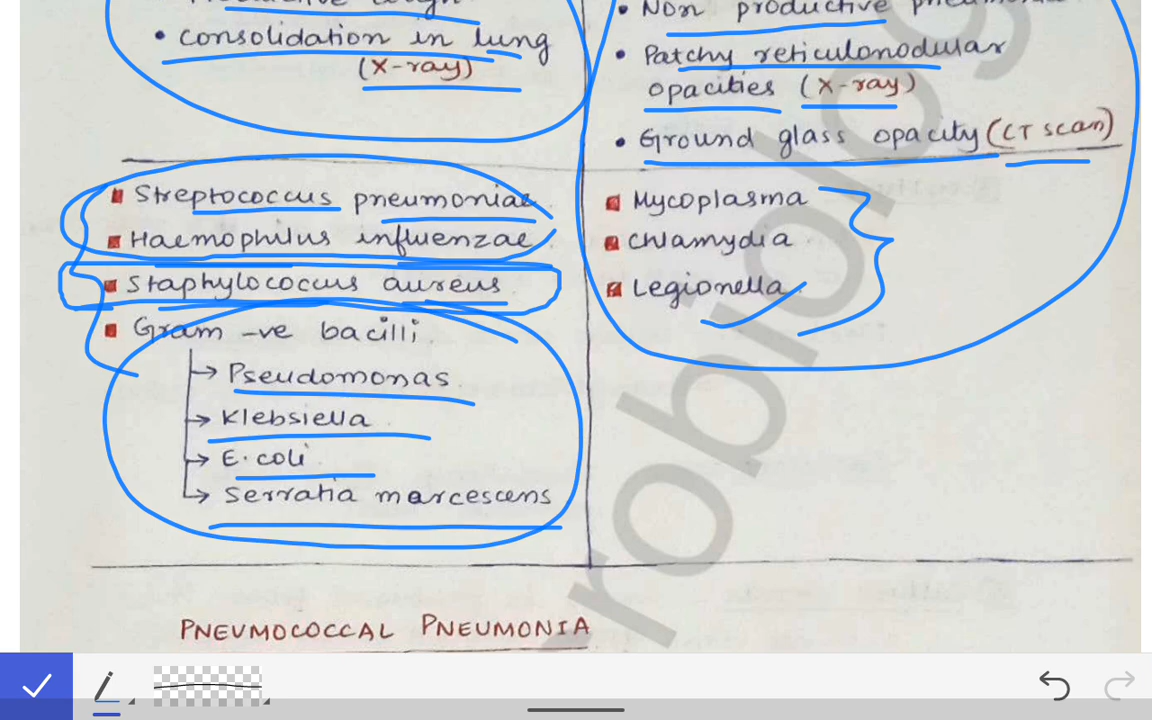 consolidation in lung
(X-ray)
Streptococcus pneumoniae
Haemophilus influenzae
Staphylococcus aureus
Gram -ve bacilli
Pseudomonas
Klebsiella
E. coli
Serratia marcescens
• Non productive
• Patchy reticulonodular
opacities (X-ray)
• Ground glass opacity (CT scan)
Mycoplasma
Chlamydia
Legionella
PNEUMOCOCCAL PNEUMONIA